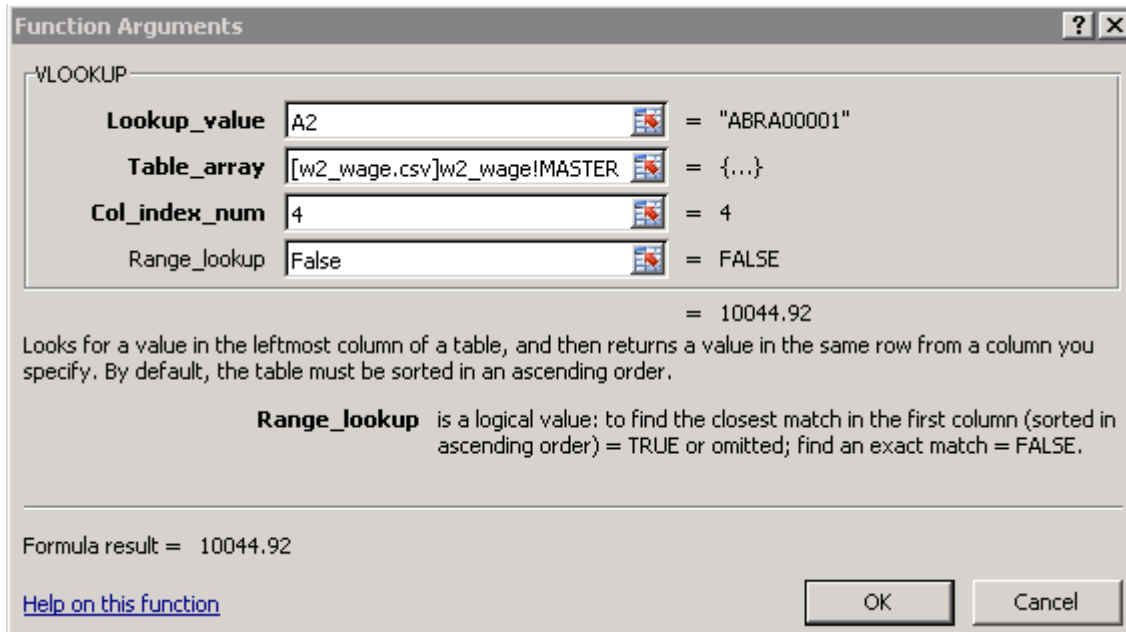 Function Arguments
VLOOKUP
Lookup_value A2 = "ABRA00001"
Table_array [w2_wage.csv]w2_wage!MASTER = {...}
Col_index_num 4 = 4
Range_lookup False = FALSE
= 10044.92
Looks for a value in the leftmost column of a table, and then returns a value in the same row from a column you
specify. By default, the table must be sorted in an ascending order.
Range_lookup is a logical value: to find the closest match in the first column (sorted in
ascending order) = TRUE or omitted; find an exact match = FALSE.
Formula result = 10044.92
Help on this function
OK Cancel